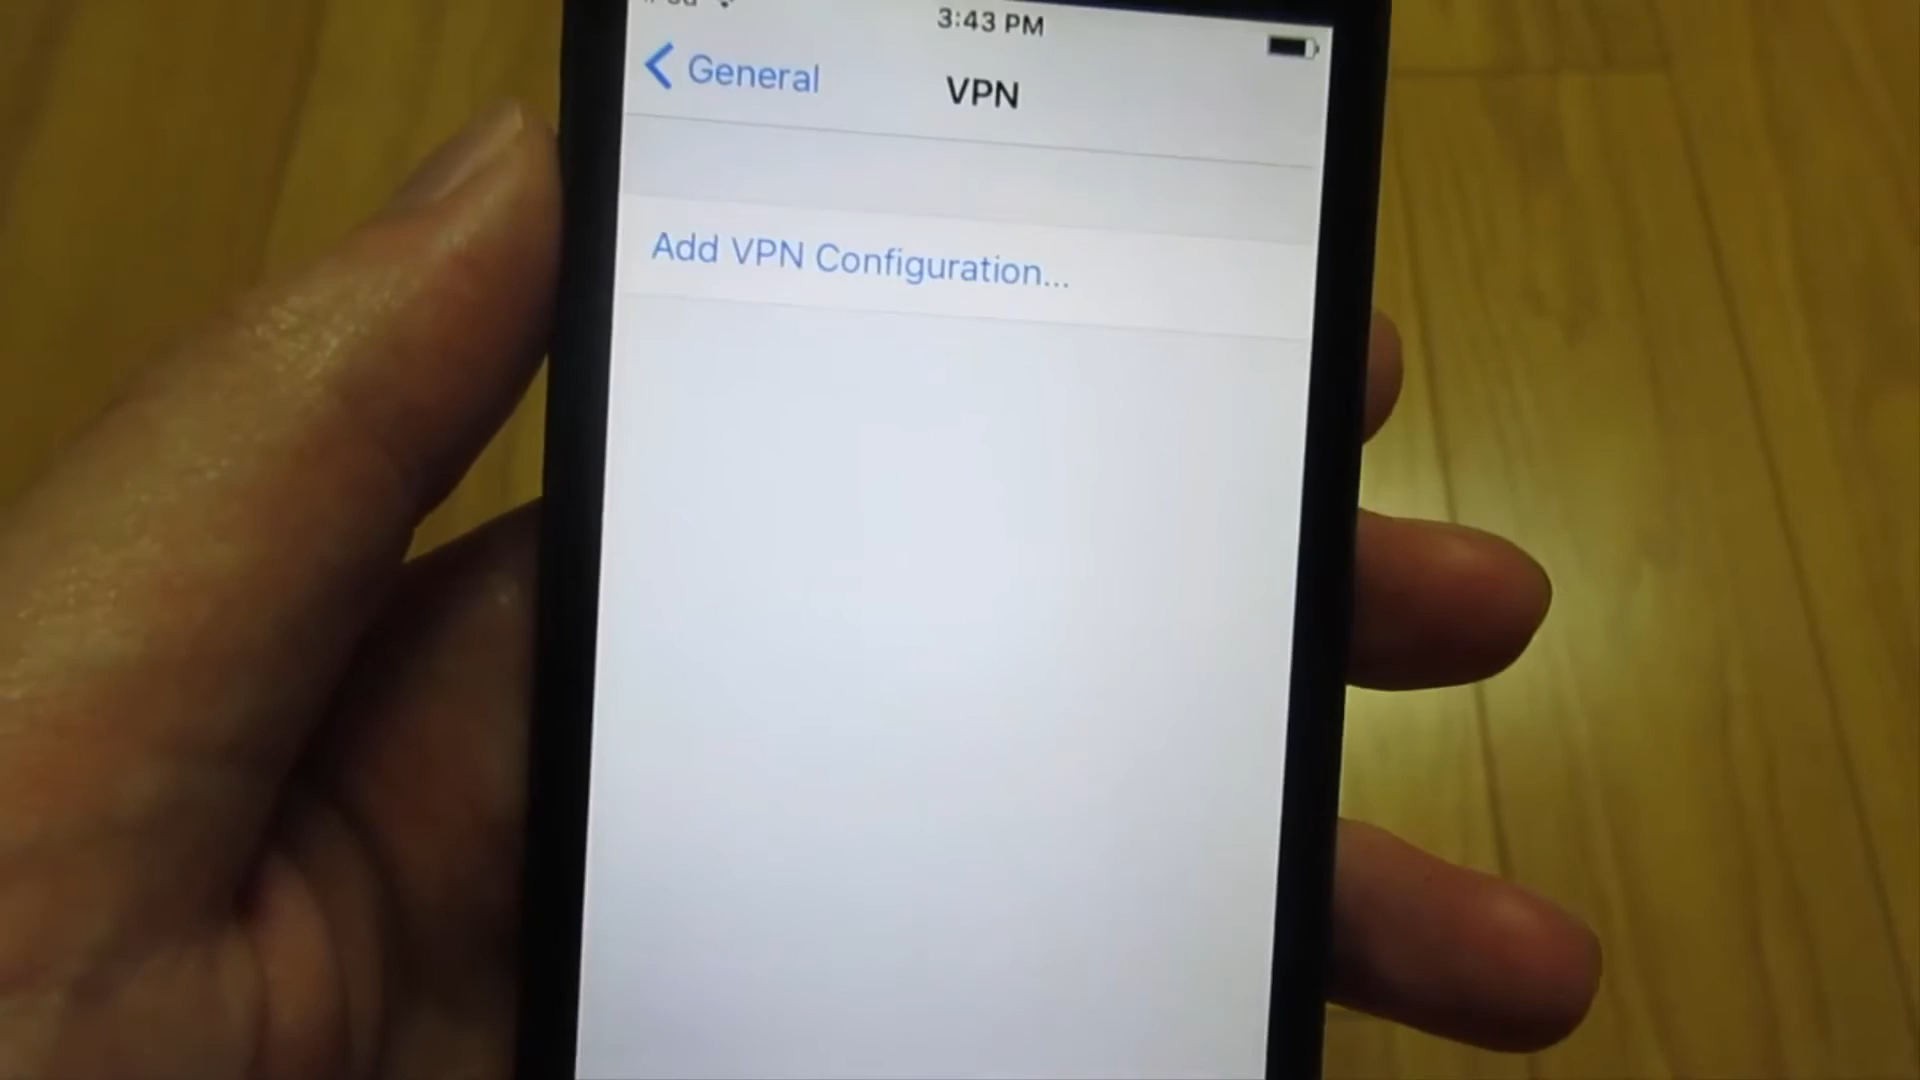 3:43 PM
General
VPN
Add VPN Configuration...